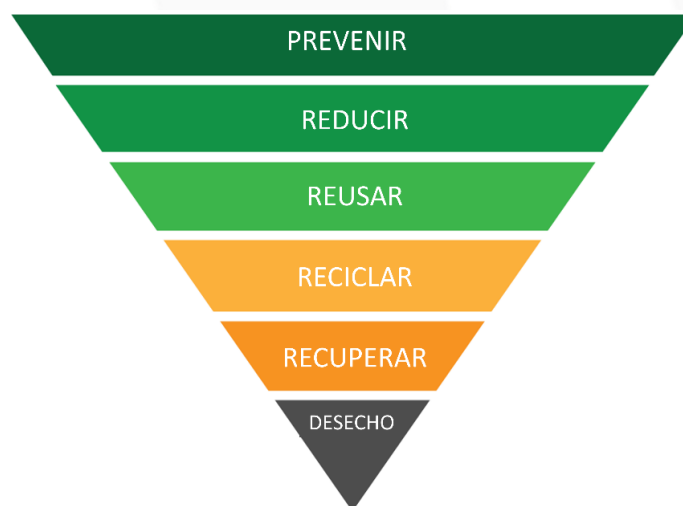 PREVENIR
REDUCIR
REUSAR
RECICLAR
RECUPERAR
DESECHO